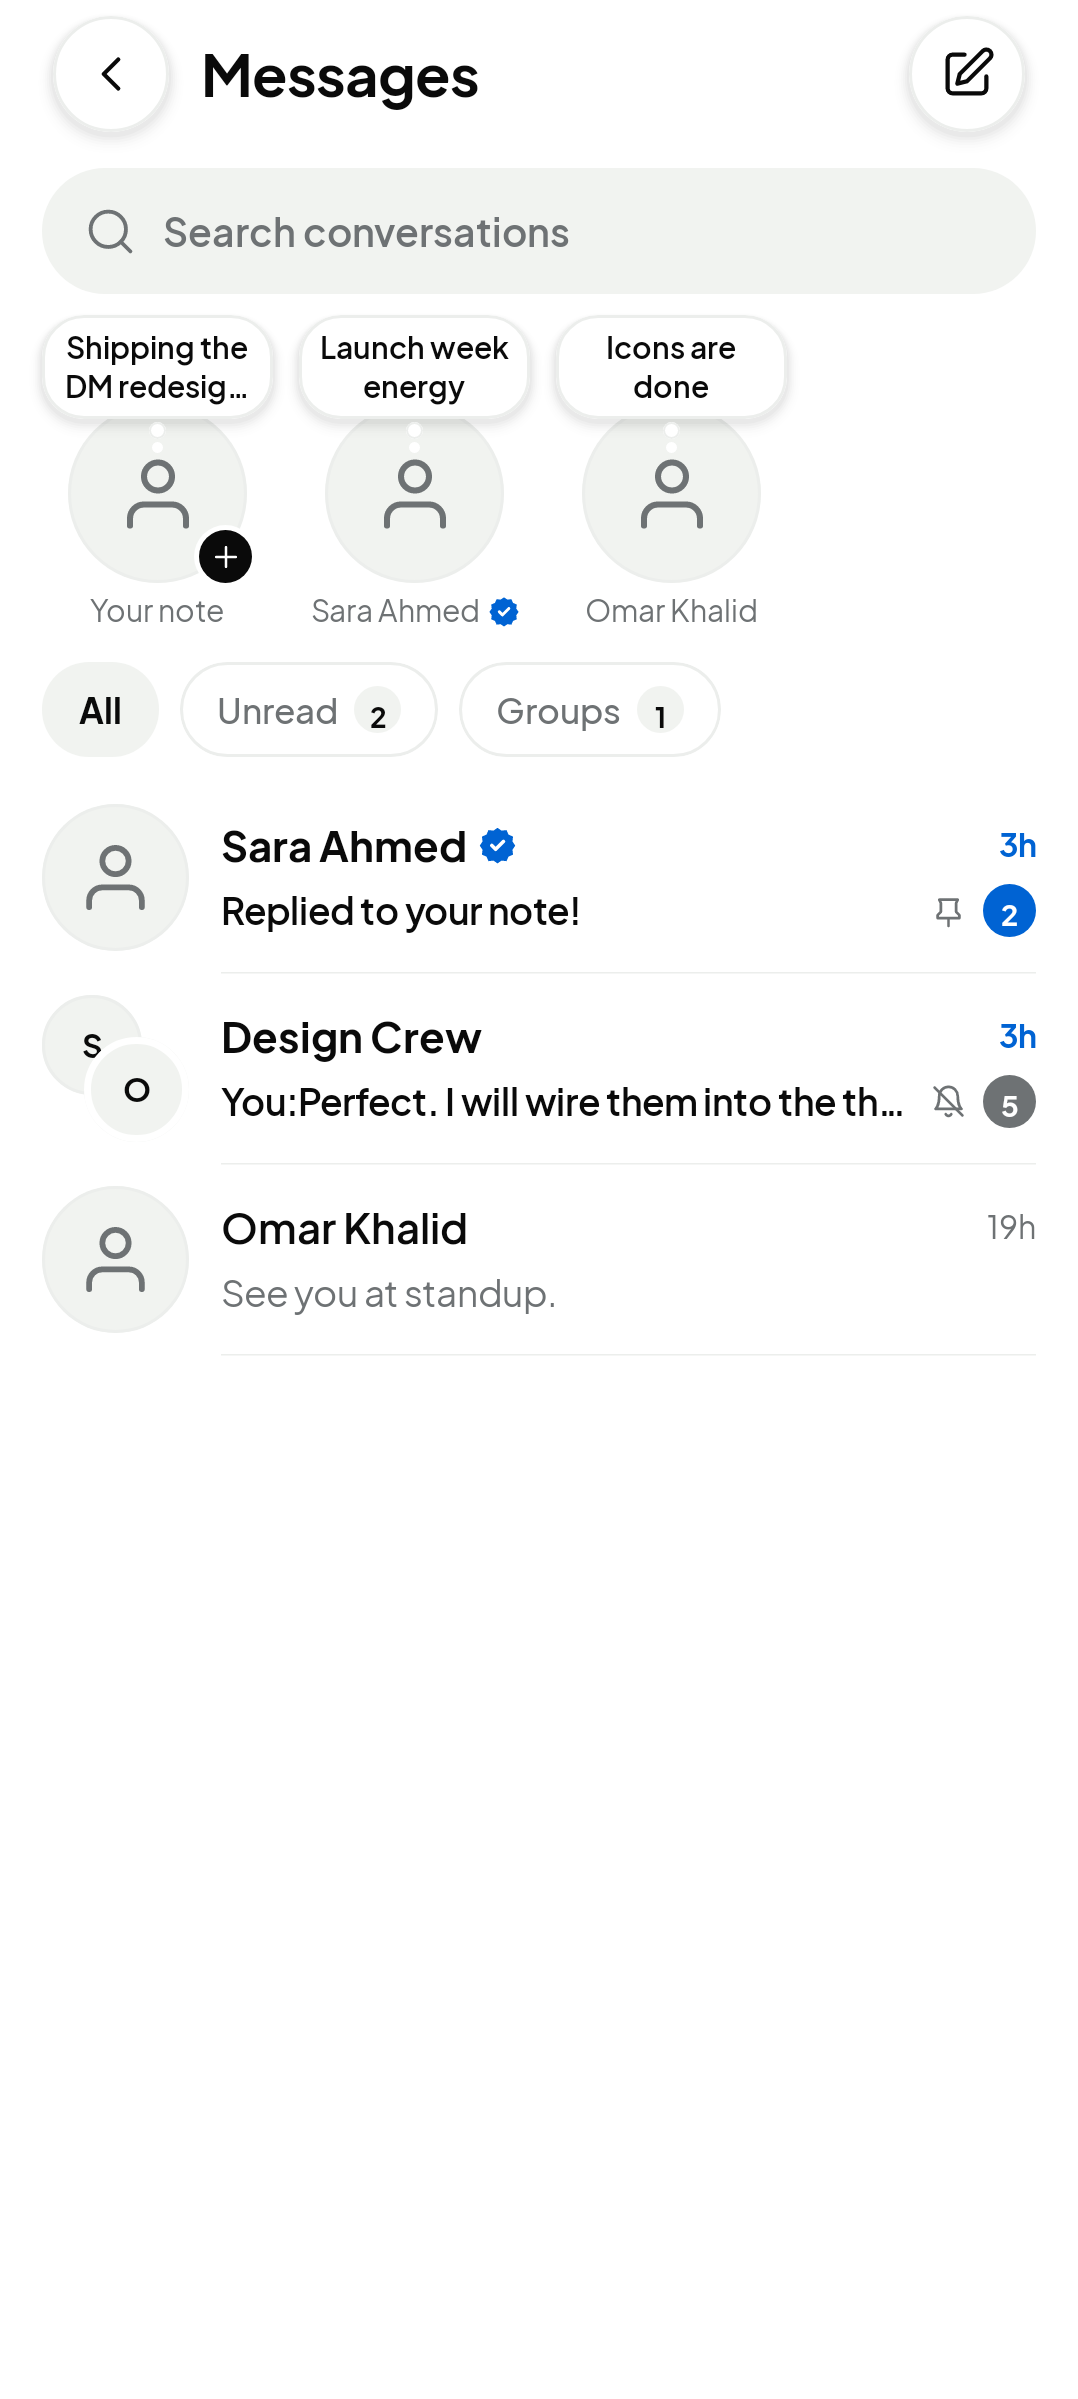 Messages
Search conversations
Shipping the
DM redesig...
Launch week
energy
Icons are
done
Your note
Sara Ahmed
Omar Khalid
All
Unread 2
Groups 1
Sara Ahmed
3h
Replied to your note!
2
S
O
Design Crew
3h
You:Perfect. I will wire them into the th...
5
Omar Khalid
19h
See you at standup.